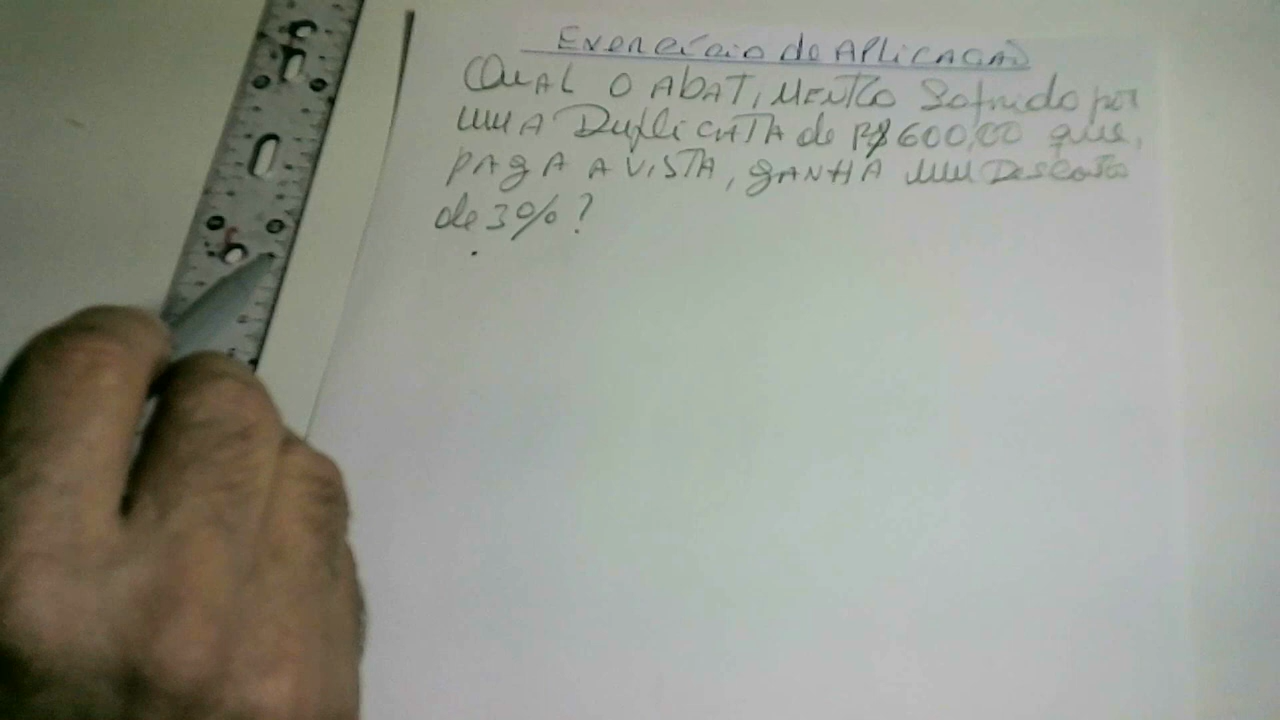 Exercício de Aplicação
Qual o abatimento sofrido por
uma Duplicata de R$600,00 que,
paga a vista, ganha um Desconto
de 3%?